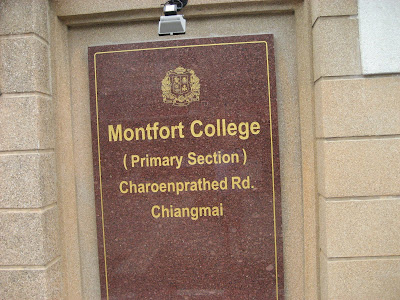 Montfort College
( Primary Section )
Charoenprathed Rd.
Chiangmai